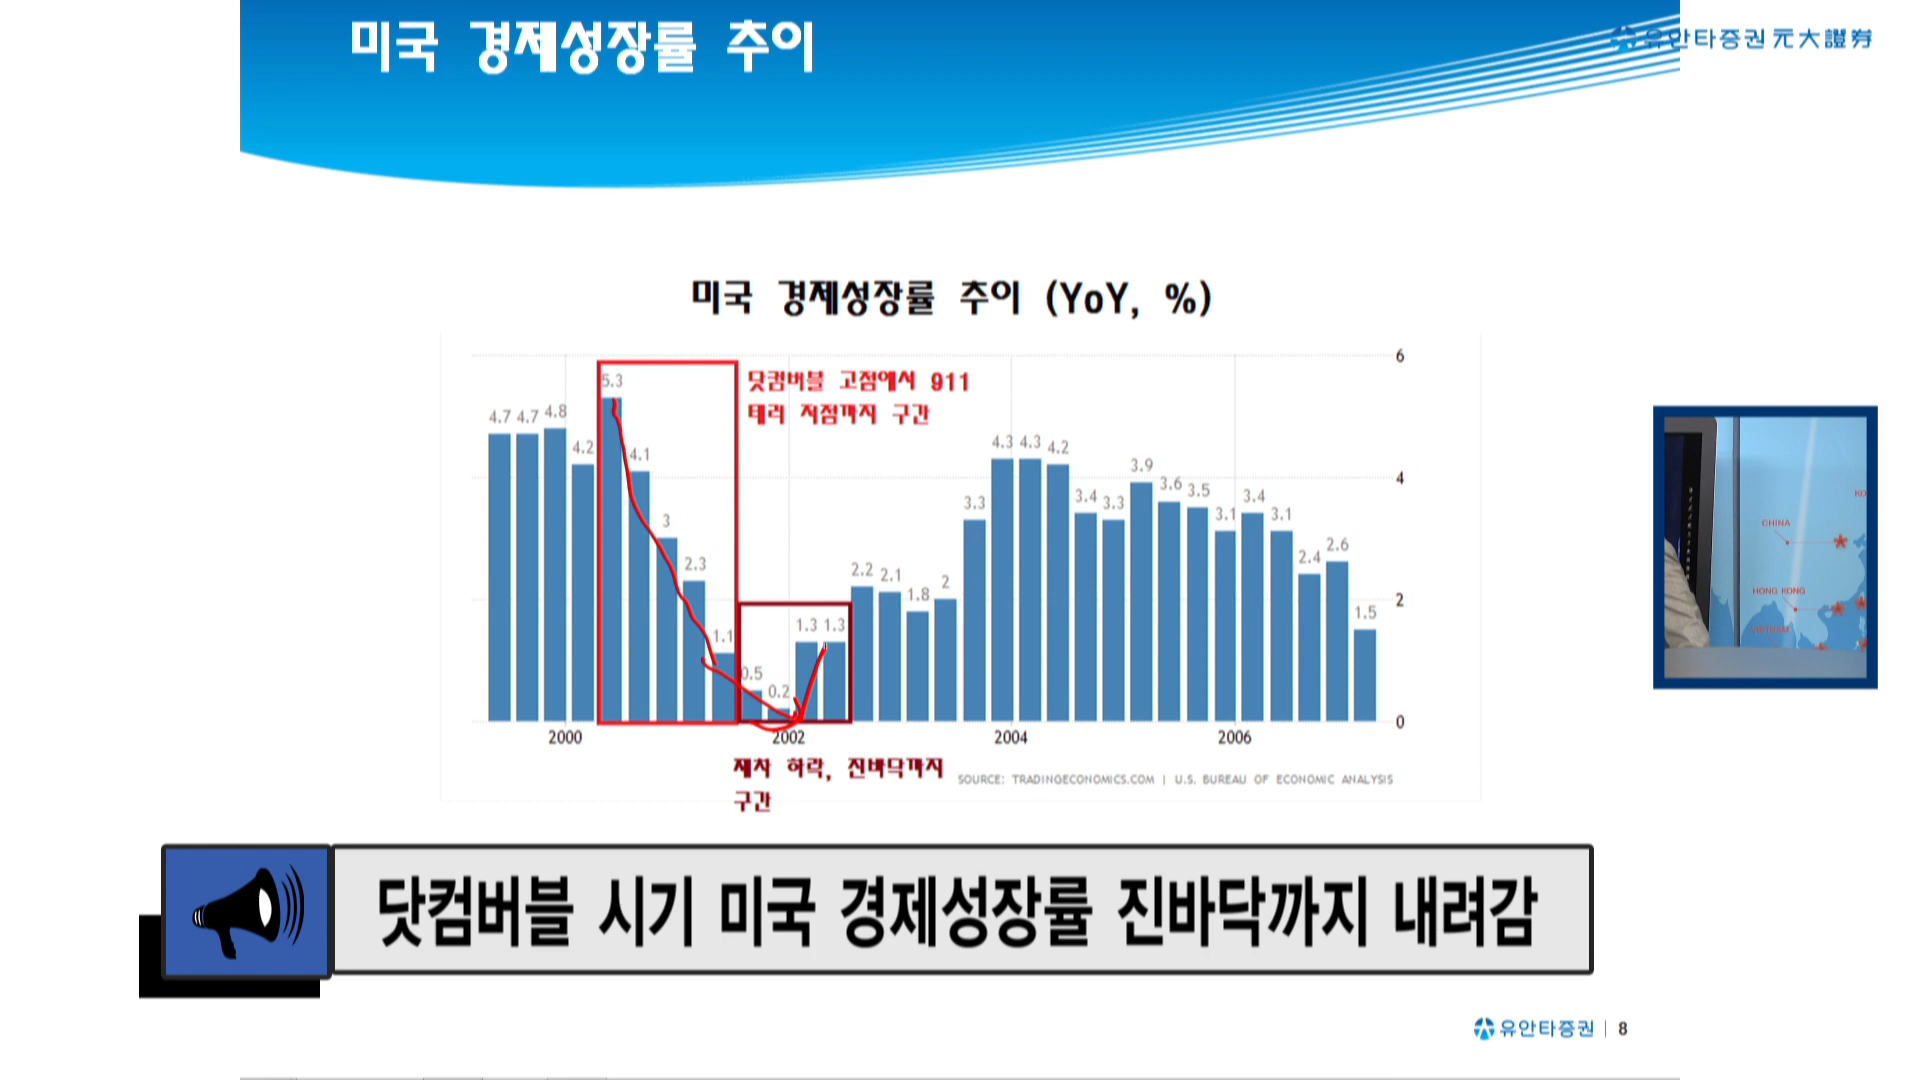 미국 경제성장률 추이
유안타증권 元大證券
미국 경제성장률 추이 (YoY, %)
6
5.3
닷컴버블 고점에서 911
테러 지점까지 구간
4.7 4.7 4.8
4.2
4.1
3
2.3
1.1
0.5
0.2
1.3 1.3
2.2 2.1
1.8
2
3.3
4.3 4.3 4.2
3.4 3.3
3.9
3.6 3.5
3.1
3.4
3.1
2.4
2.6
1.5
4
2
0
2000
2002
2004
2006
재차 하락, 진바닥까지
구간
SOURCE: TRADINGECONOMICS.COM | U.S. BUREAU OF ECONOMIC ANALYSIS
CHINA
HONG KONG
VIETNAM
닷컴버블 시기 미국 경제성장률 진바닥까지 내려감
유안타증권 | 8